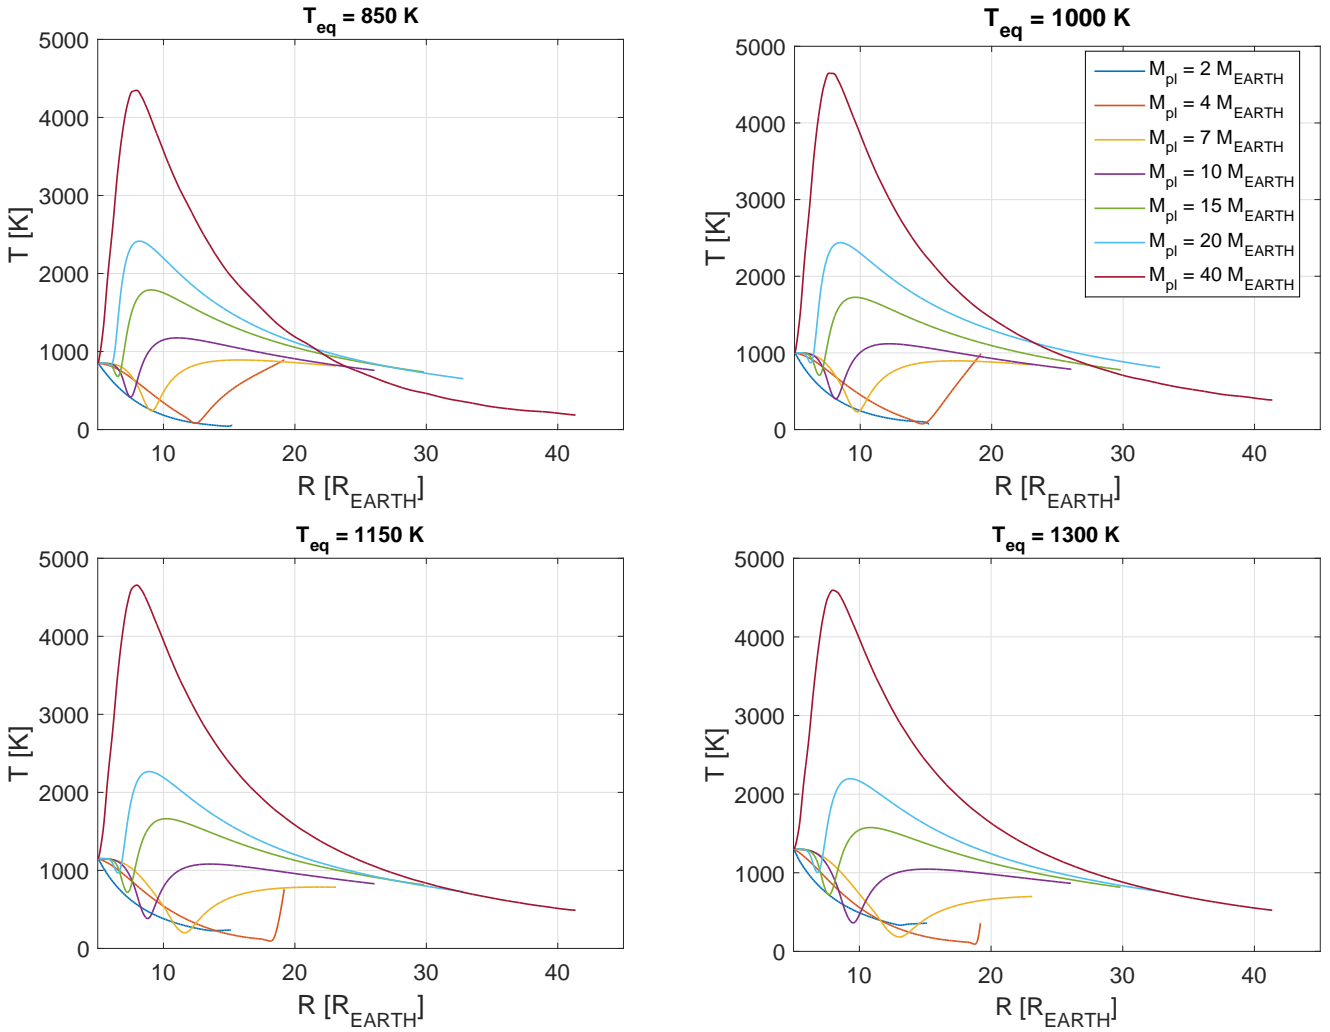 T_eq = 850 K
5000
4000
3000
2000
1000
0
T [K]
10
20
30
40
R [R_EARTH]
T_eq = 1000 K
5000
4000
3000
2000
1000
0
T [K]
10
20
30
40
R [R_EARTH]
M_pl = 2 M_EARTH
M_pl = 4 M_EARTH
M_pl = 7 M_EARTH
M_pl = 10 M_EARTH
M_pl = 15 M_EARTH
M_pl = 20 M_EARTH
M_pl = 40 M_EARTH
T_eq = 1150 K
5000
4000
3000
2000
1000
0
T [K]
10
20
30
40
R [R_EARTH]
T_eq = 1300 K
5000
4000
3000
2000
1000
0
T [K]
10
20
30
40
R [R_EARTH]